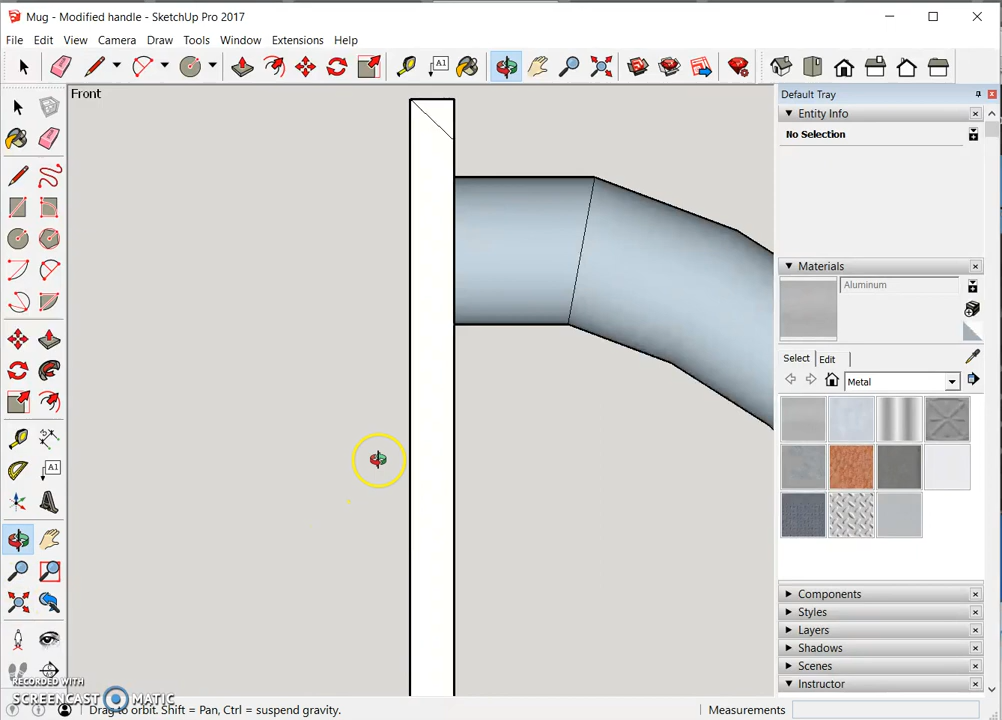 Mug - Modified handle - SketchUp Pro 2017
File Edit View Camera Draw Tools Window Extensions Help
A1
Front
Default Tray
Entity Info
No Selection
Materials
Aluminum
Select Edit
Metal
A1
Components
Styles
Layers
Shadows
Scenes
Instructor
RECORDED WITH
SCREENCAST MATIC
Drag to orbit. Shift = Pan, Ctrl = suspend gravity.
Measurements